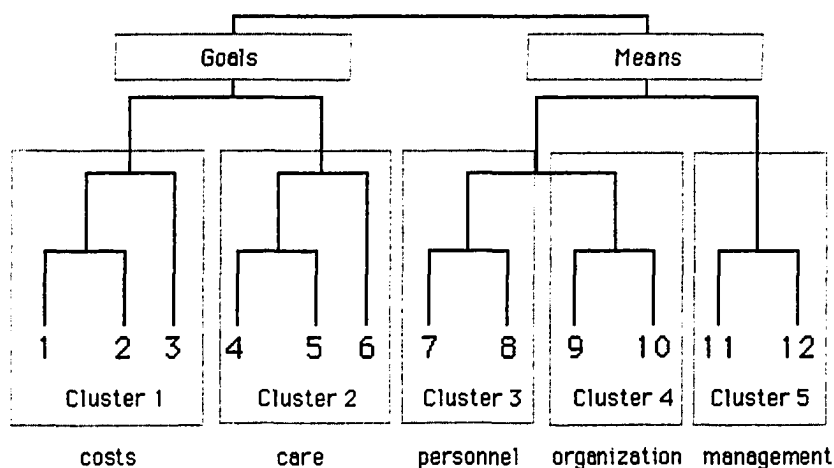 Goals Means
1 2 3 4 5 6 7 8 9 10 11 12
Cluster 1 Cluster 2 Cluster 3 Cluster 4 Cluster 5
costs care personnel organization management